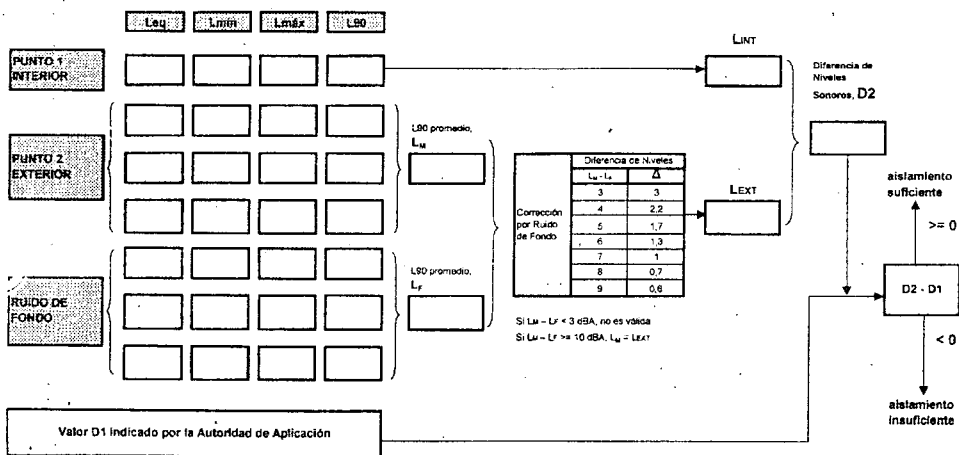 Leq Lmín Lmáx L90
PUNTO 1
INTERIOR
LINT
Diferencia de
Niveles
Sonoros, D2
PUNTO 2
EXTERIOR
L90 promedio,
LM
Corrección
por Ruido
de Fondo
Diferencia de Niveles
LM - LF Δ
3 3
4 2,2
5 1,7
6 1,3
7 1
8 0,7
9 0,6
LEXT
aislamiento
suficiente
>= 0
D2 - D1
< 0
aislamiento
insuficiente
RUIDO DE
FONDO
L90 promedio,
LF
Si LM – LF < 3 dBA, no es válida
Si LM – LF >= 10 dBA, LM = LEXT
Valor D1 indicado por la Autoridad de Aplicación